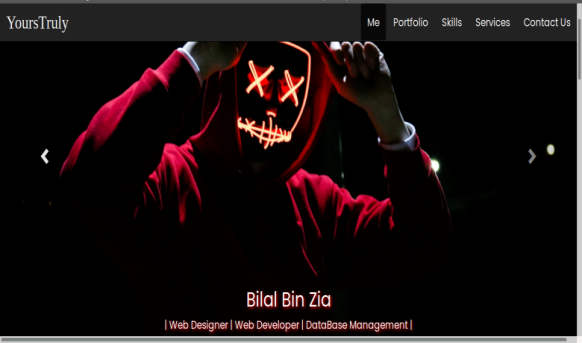 YoursTruly
Me Portfolio Skills Services Contact Us
Bilal Bin Zia
| Web Designer | Web Developer | DataBase Management |